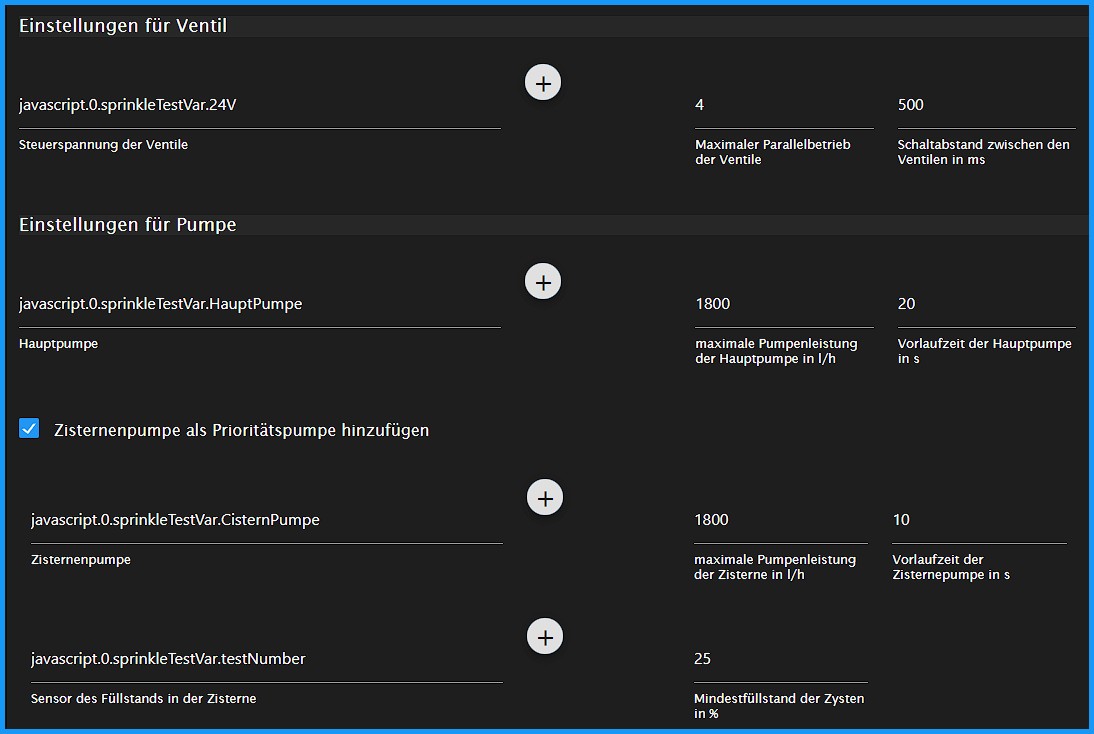 Einstellungen für Ventil
javascript.0.sprinkleTestVar.24V
4
500
Steuerspannung der Ventile
Maximaler Parallelbetrieb
der Ventile
Schaltabstand zwischen den
Ventilen in ms
Einstellungen für Pumpe
javascript.0.sprinkleTestVar.HauptPumpe
1800
20
Hauptpumpe
maximale Pumpenleistung
der Hauptpumpe in l/h
Vorlaufzeit der Hauptpumpe
in s
Zisternenpumpe als Prioritätspumpe hinzufügen
javascript.0.sprinkleTestVar.CisternPumpe
1800
10
Zisternenpumpe
maximale Pumpenleistung
der Zisterne in l/h
Vorlaufzeit der
Zisternepumpe in s
javascript.0.sprinkleTestVar.testNumber
25
Sensor des Füllstands in der Zisterne
Mindestfüllstand der Zysten
in %